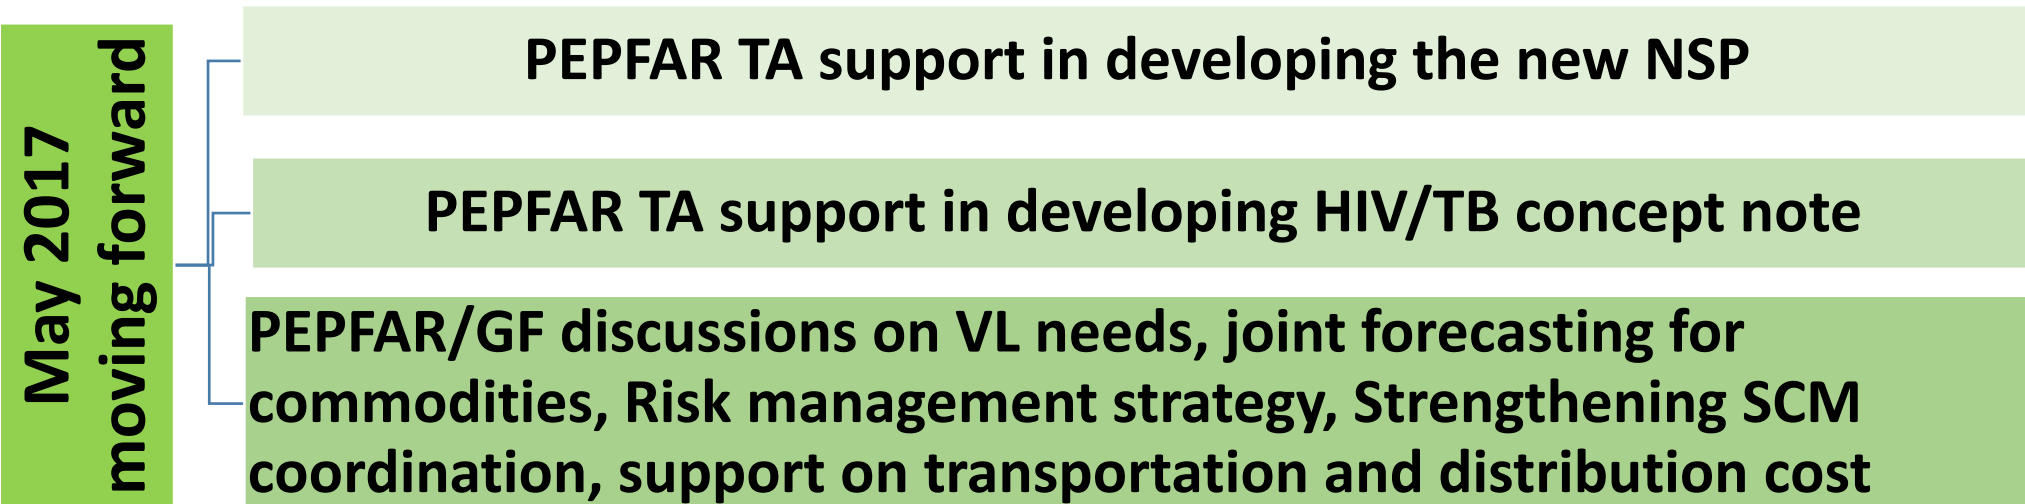 May 2017
moving forward
PEPFAR TA support in developing the new NSP
PEPFAR TA support in developing HIV/TB concept note
PEPFAR/GF discussions on VL needs, joint forecasting for
commodities, Risk management strategy, Strengthening SCM
coordination, support on transportation and distribution cost